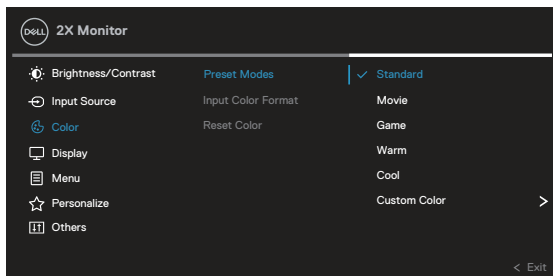 DELL 2X Monitor
Brightness/Contrast Preset Modes Standard
Input Source Input Color Format Movie
Color Reset Color Game
Display Warm
Menu Cool
Personalize Custom Color >
Others
< Exit